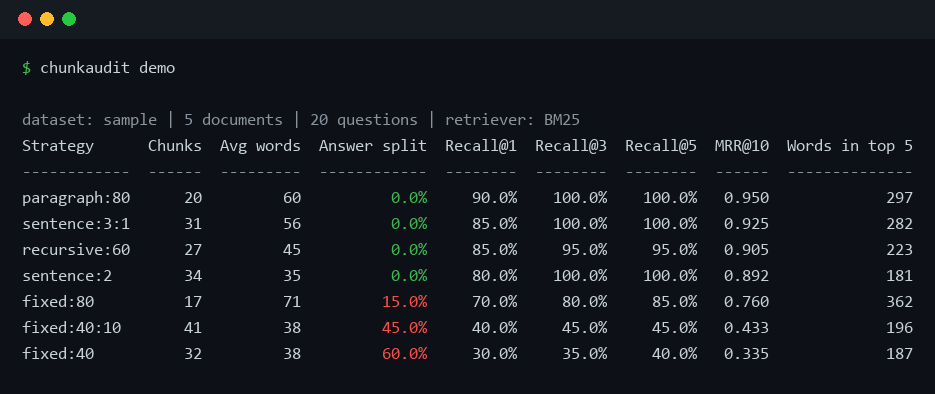 $ chunkaudit demo
dataset: sample | 5 documents | 20 questions | retriever: BM25
Strategy Chunks Avg words Answer split Recall@1 Recall@3 Recall@5 MRR@10 Words in top 5
------------ ------ --------- ------------ -------- -------- -------- ------ --------------
paragraph:80 20 60 0.0% 90.0% 100.0% 100.0% 0.950 297
sentence:3:1 31 56 0.0% 85.0% 100.0% 100.0% 0.925 282
recursive:60 27 45 0.0% 85.0% 95.0% 95.0% 0.905 223
sentence:2 34 35 0.0% 80.0% 100.0% 100.0% 0.892 181
fixed:80 17 71 15.0% 70.0% 80.0% 85.0% 0.760 362
fixed:40:10 41 38 45.0% 40.0% 45.0% 45.0% 0.433 196
fixed:40 32 38 60.0% 30.0% 35.0% 40.0% 0.335 187